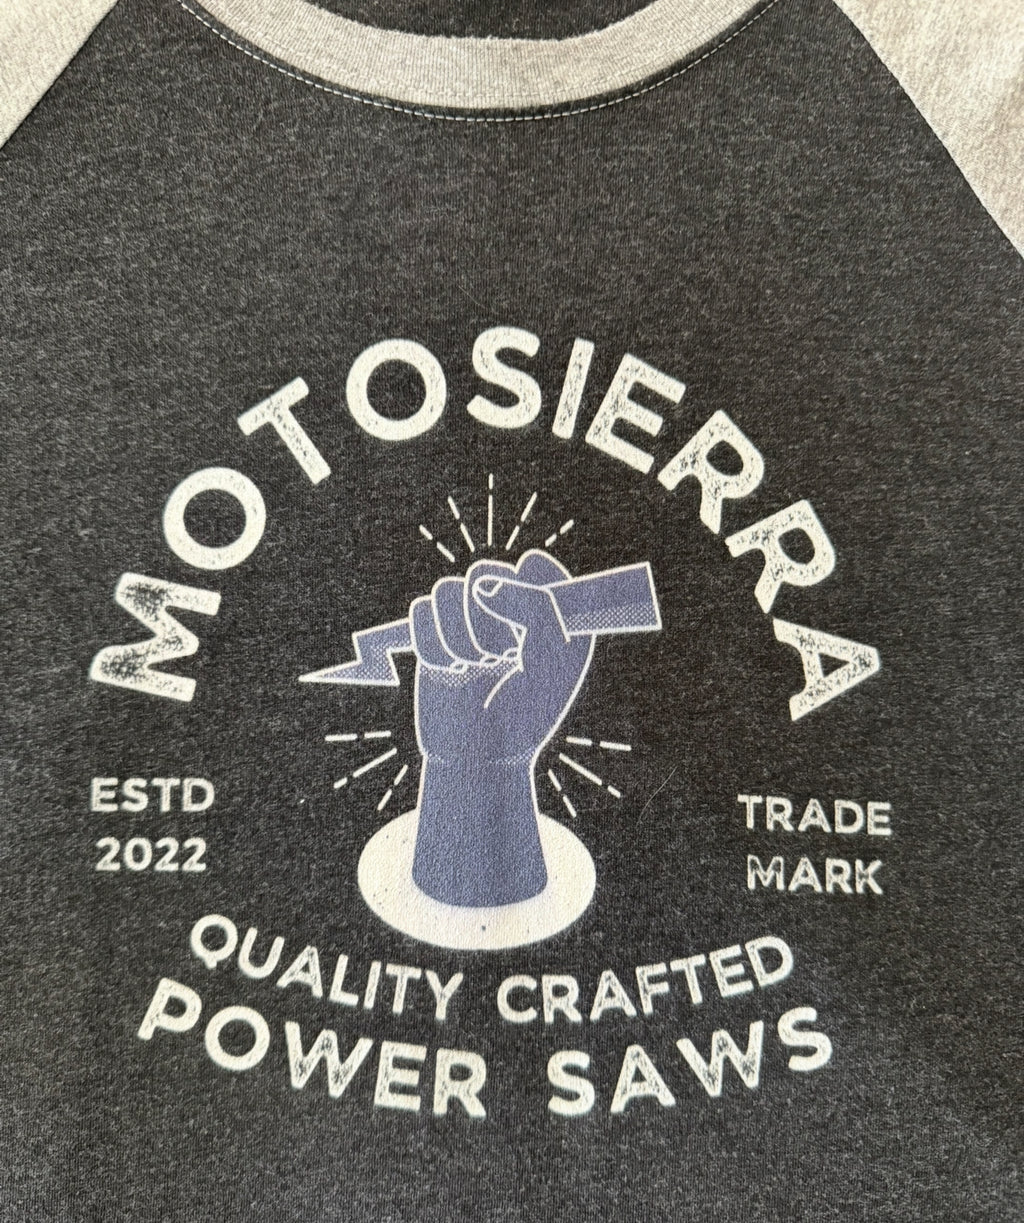 MOTOSIERRA
ESTD
2022
TRADE
MARK
QUALITY CRAFTED
POWER SAWS